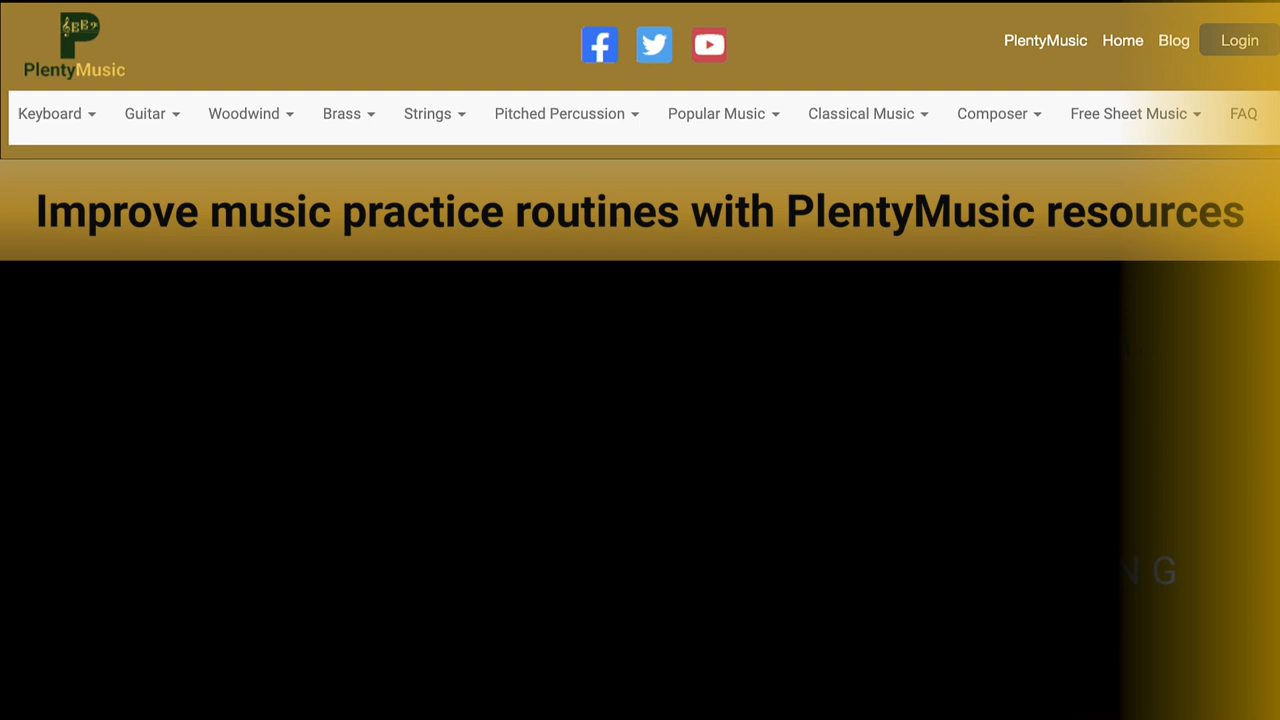 PlentyMusic
PlentyMusic Home Blog Login
Keyboard Guitar Woodwind Brass Strings Pitched Percussion Popular Music Classical Music Composer Free Sheet Music FAQ
Improve music practice routines with PlentyMusic resources
NG